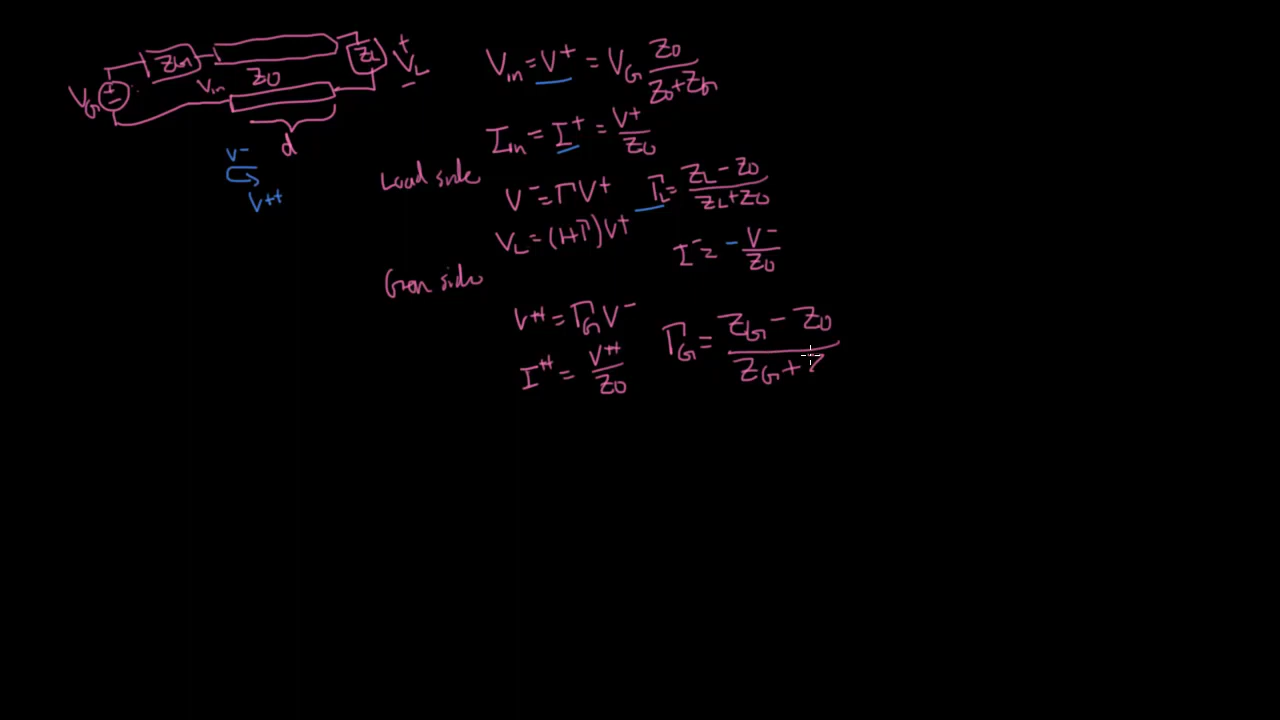 V_G Z_G Z_0 Z_L + V_L
V_in
d
V^-
V^++
V_in = V^+ = V_G Z_0 / (Z_0 + Z_G)
I_in = I^+ = V^+ / Z_0
Load side
V^- = Γ V^+ Γ_L = (Z_L - Z_0) / (Z_L + Z_0)
V_L = (1+Γ) V^+ I^- = - V^- / Z_0
Gen side
V^++ = Γ_G V^- Γ_G = (Z_G - Z_0) / (Z_G + Z
I^++ = V^++ / Z_0